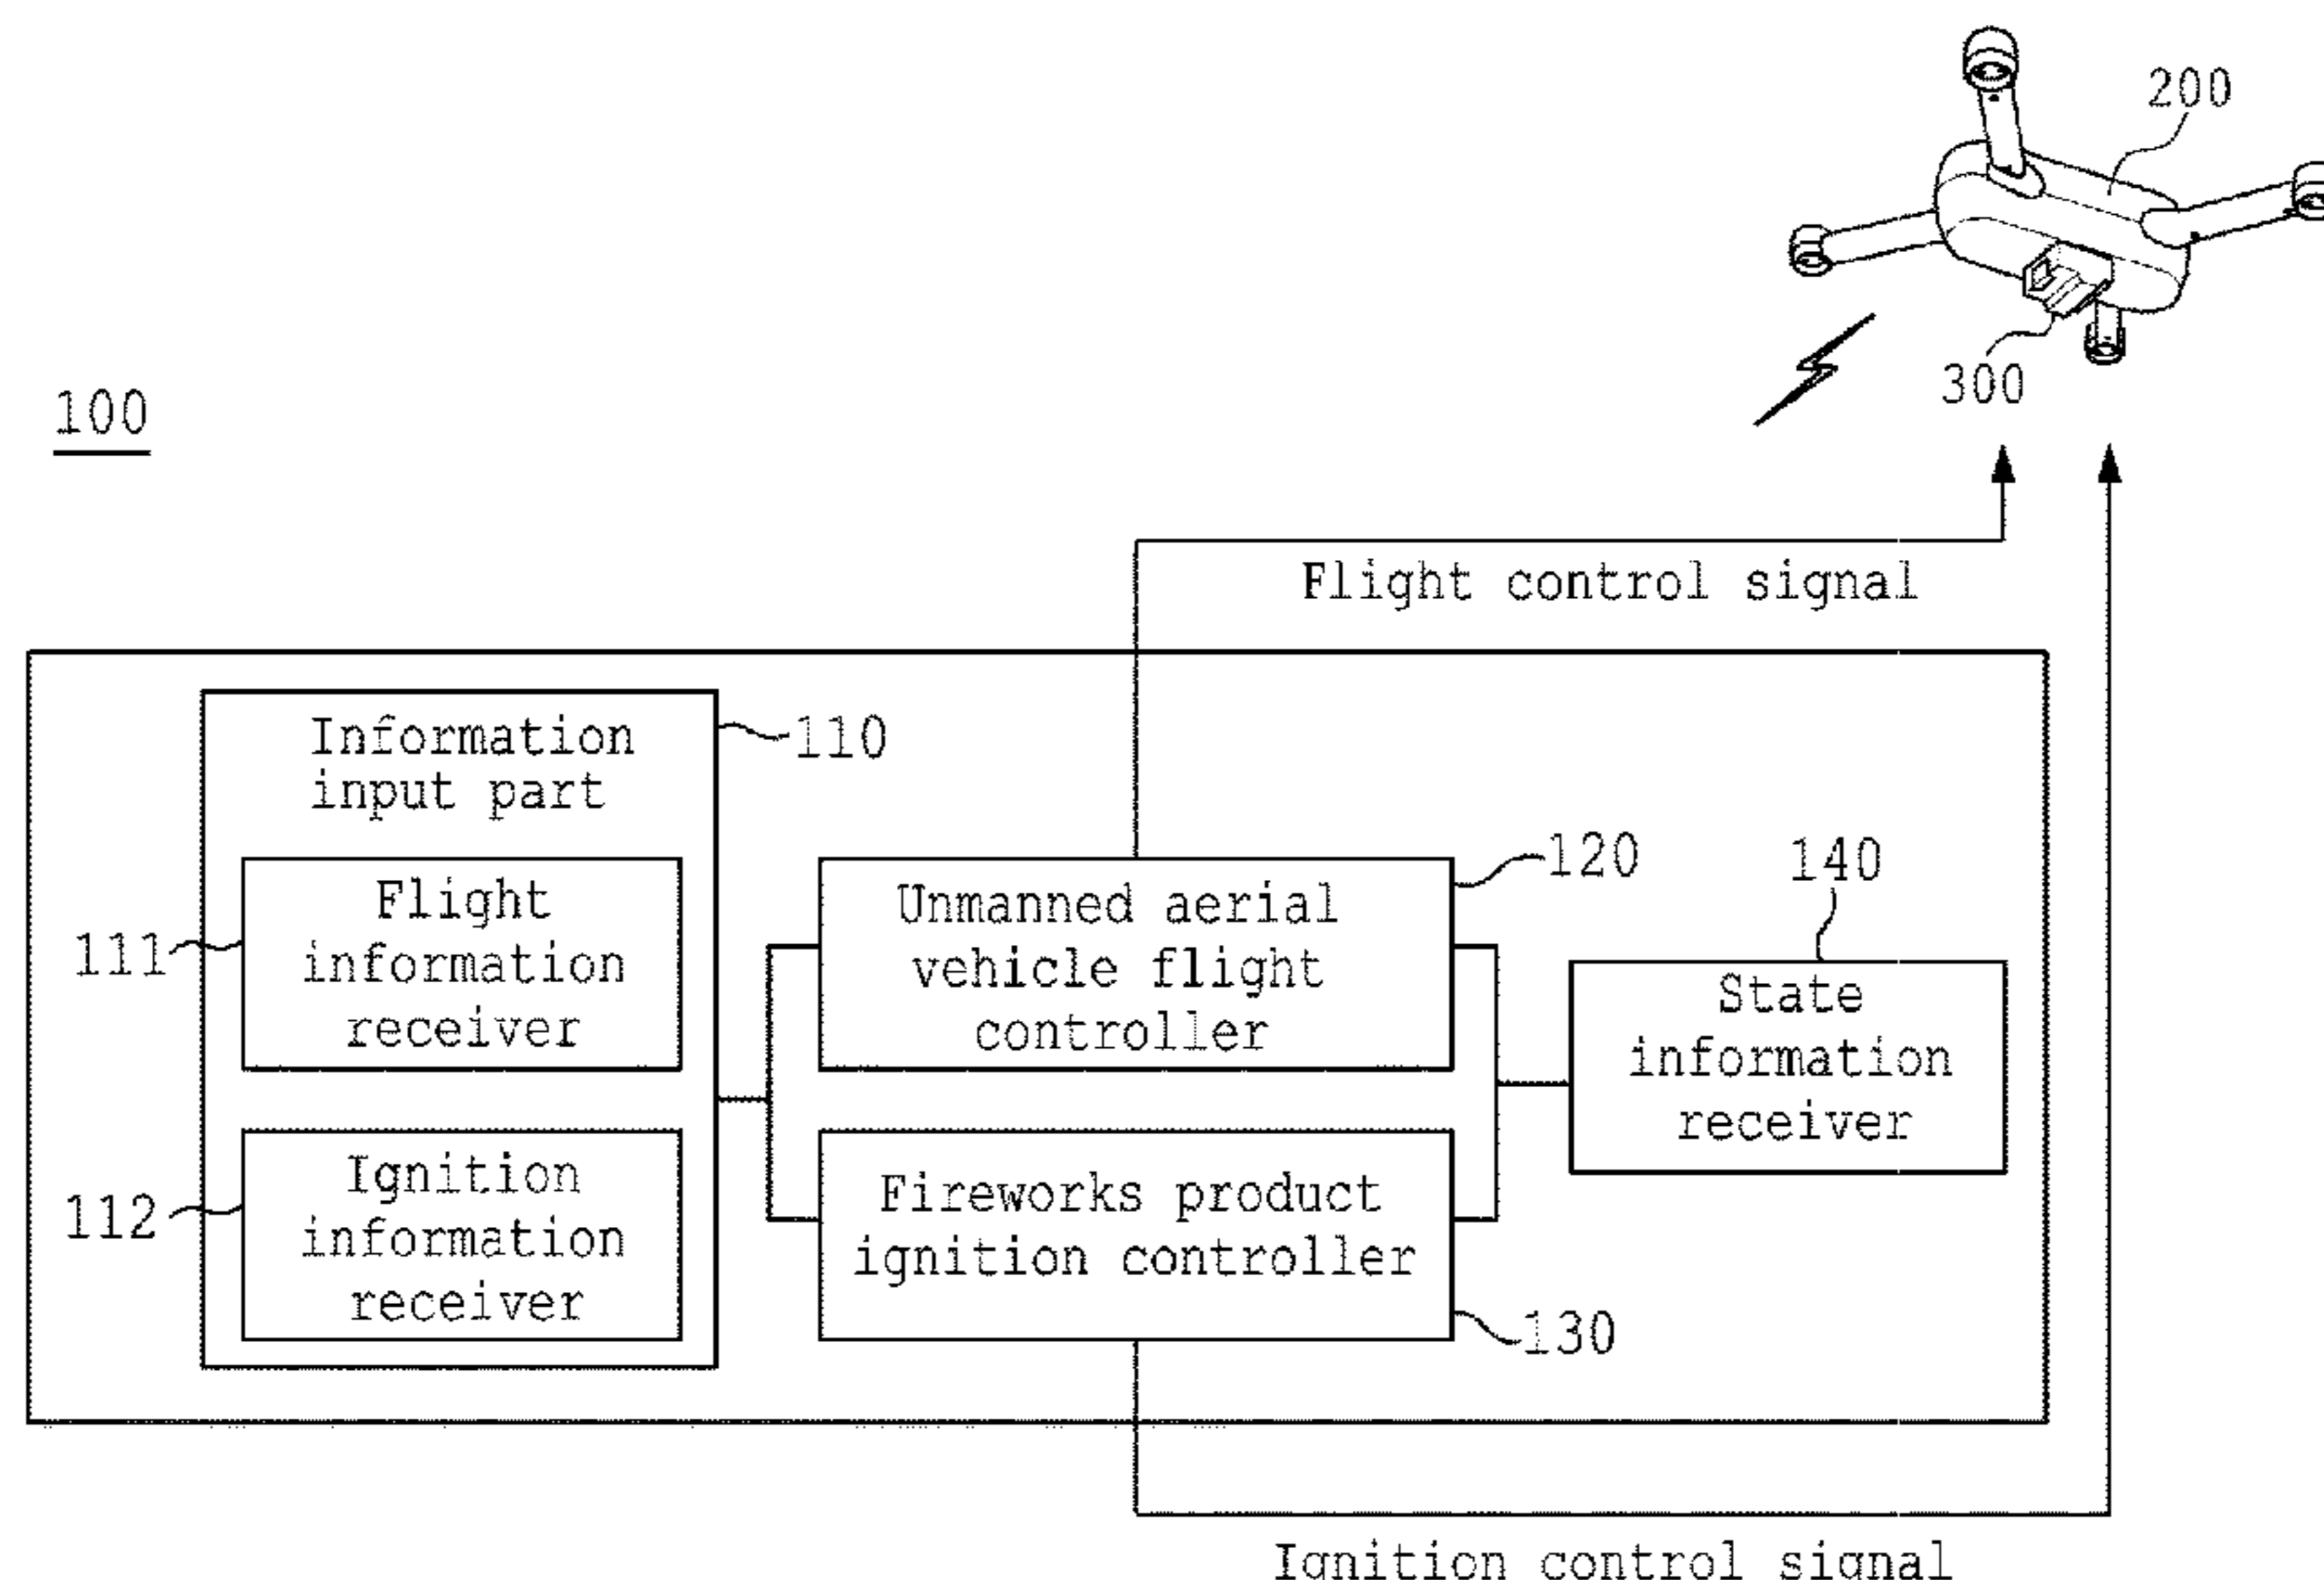 200
300
100
Flight control signal
Information
input part
110
111
Flight
information
receiver
112
Ignition
information
receiver
Unmanned aerial
vehicle flight
controller
120
Fireworks product
ignition controller
130
140
State
information
receiver
Ignition control signal